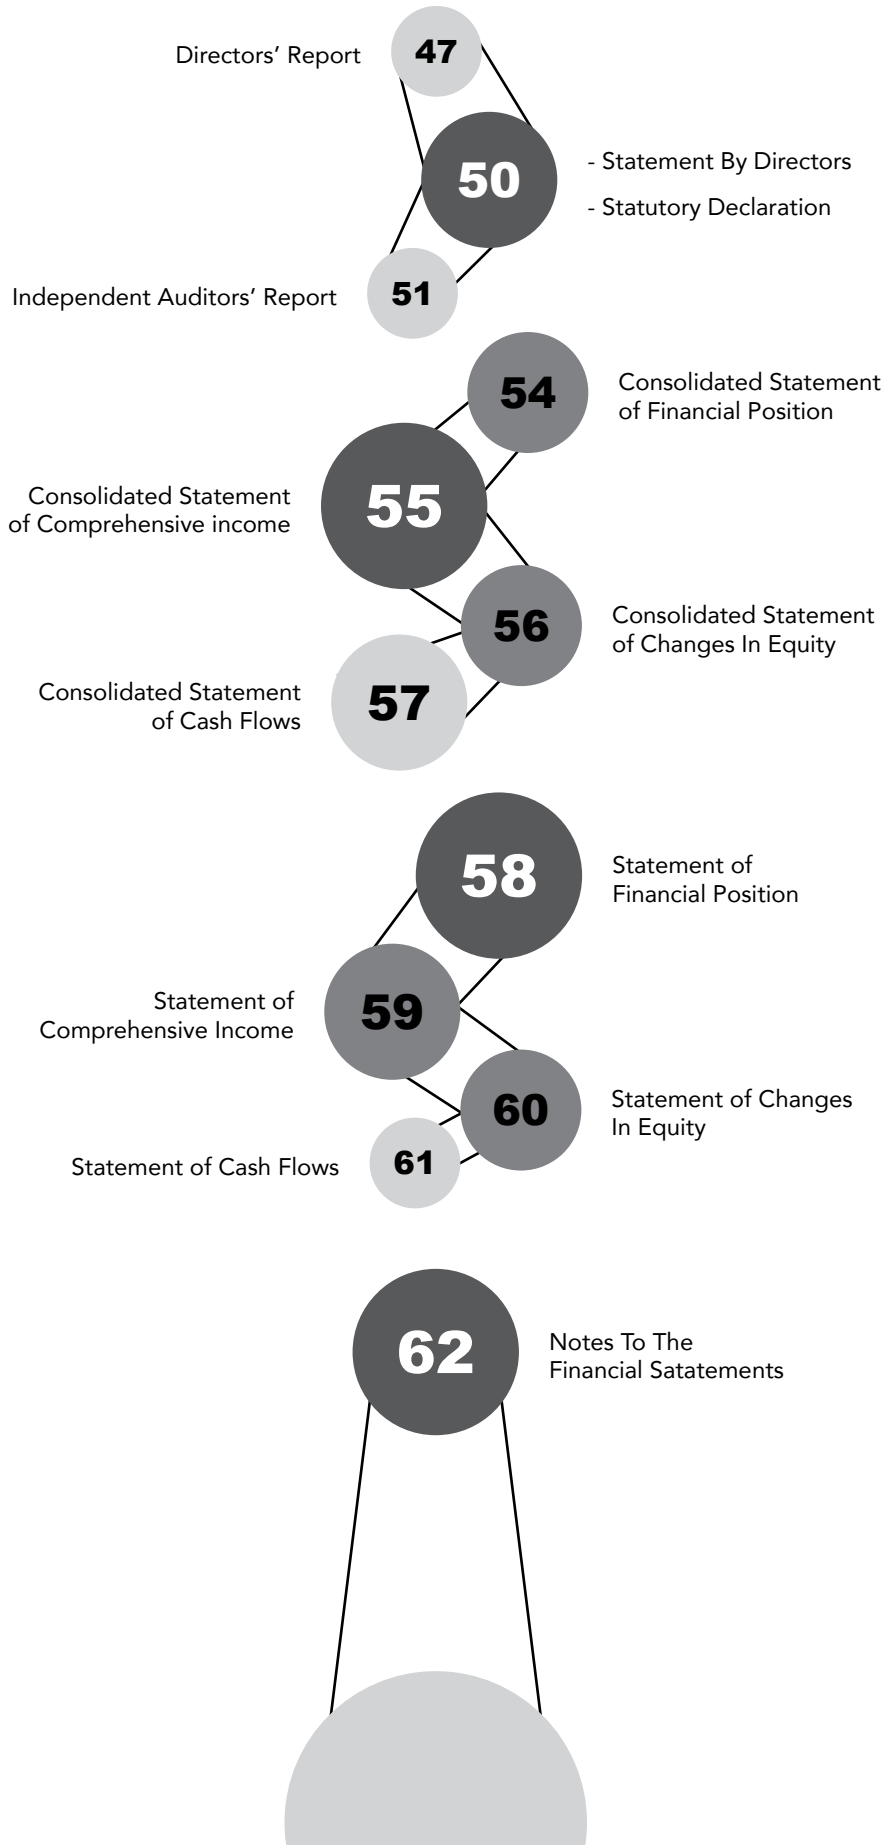 Directors’ Report
47
50
- Statement By Directors
- Statutory Declaration
Independent Auditors’ Report
51
54
Consolidated Statement
of Financial Position
Consolidated Statement
of Comprehensive income
55
56
Consolidated Statement
of Changes In Equity
Consolidated Statement
of Cash Flows
57
58
Statement of
Financial Position
Statement of
Comprehensive Income
59
60
Statement of Changes
In Equity
Statement of Cash Flows
61
62
Notes To The
Financial Satatements